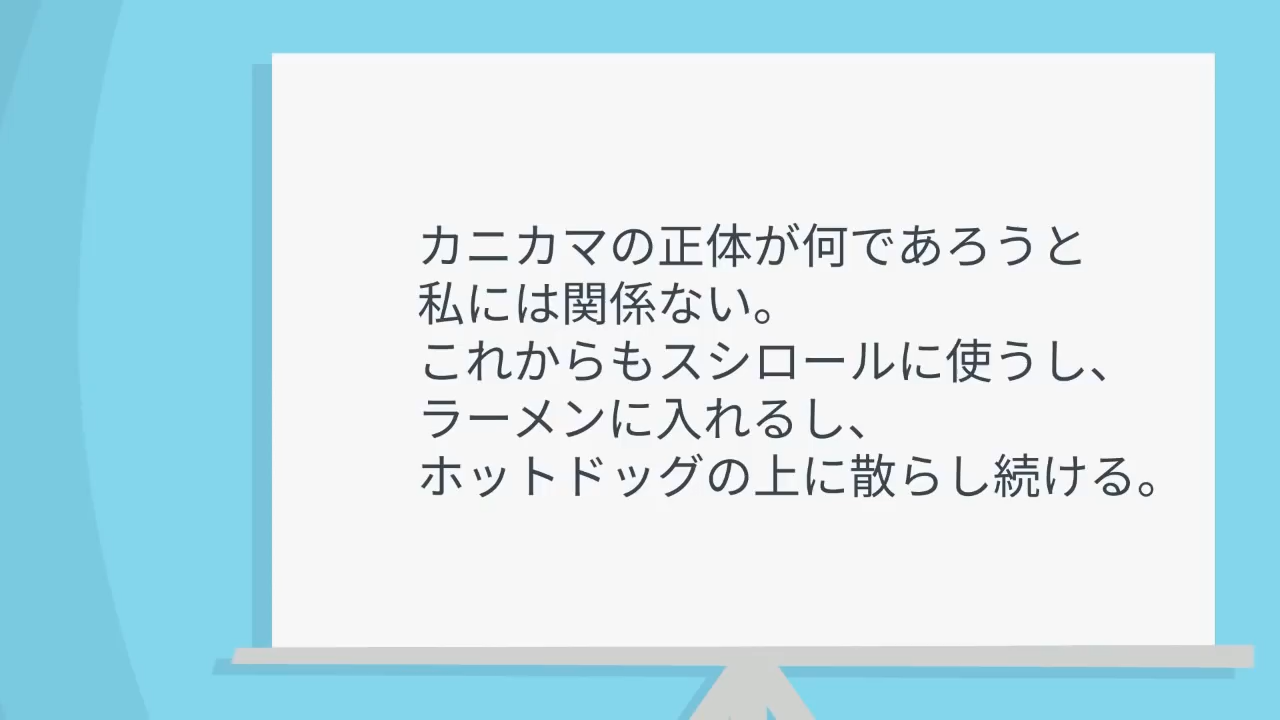 カニカマの正体が何であろうと
私には関係ない。
これからもスシロールに使うし、
ラーメンに入れるし、
ホットドッグの上に散らし続ける。